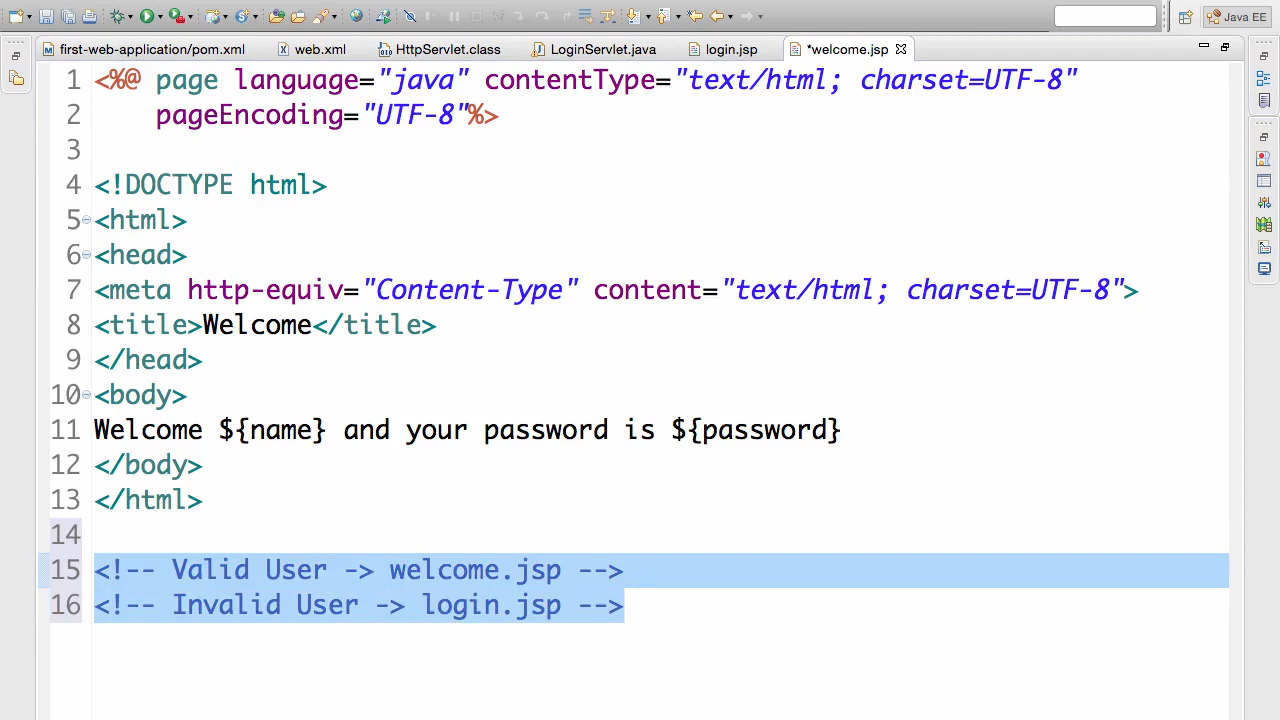 Java EE
first-web-application/pom.xml web.xml HttpServlet.class LoginServlet.java login.jsp *welcome.jsp
1 <%@ page language="java" contentType="text/html; charset=UTF-8"
2 pageEncoding="UTF-8"%>
3
4 <!DOCTYPE html>
5 <html>
6 <head>
7 <meta http-equiv="Content-Type" content="text/html; charset=UTF-8">
8 <title>Welcome</title>
9 </head>
10 <body>
11 Welcome ${name} and your password is ${password}
12 </body>
13 </html>
14
15 <!-- Valid User -> welcome.jsp -->
16 <!-- Invalid User -> login.jsp -->